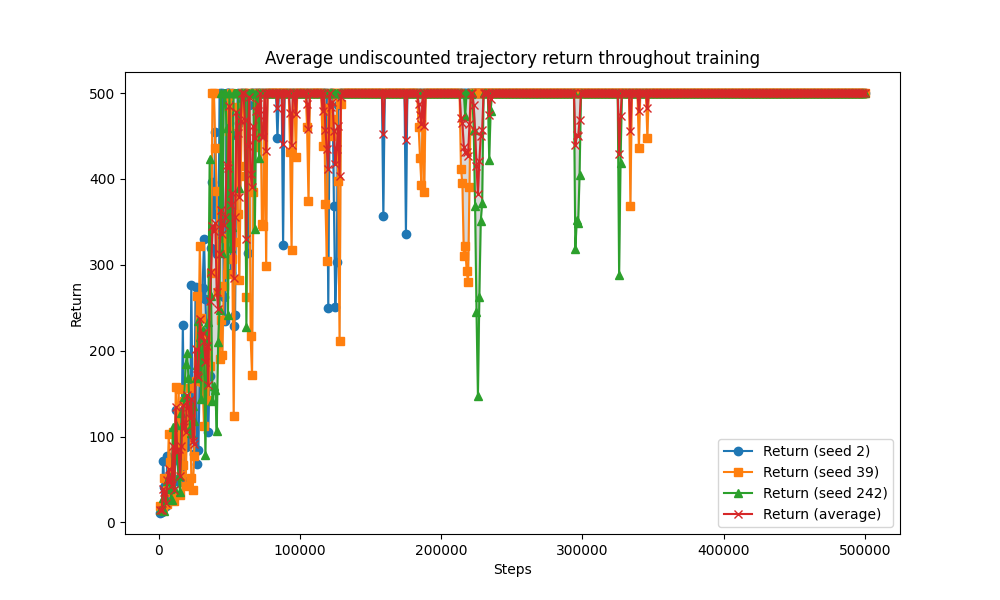 Average undiscounted trajectory return throughout training
500
400
300
200
100
0
Return
Return (seed 2)
Return (seed 39)
Return (seed 242)
Return (average)
0 100000 200000 300000 400000 500000
Steps